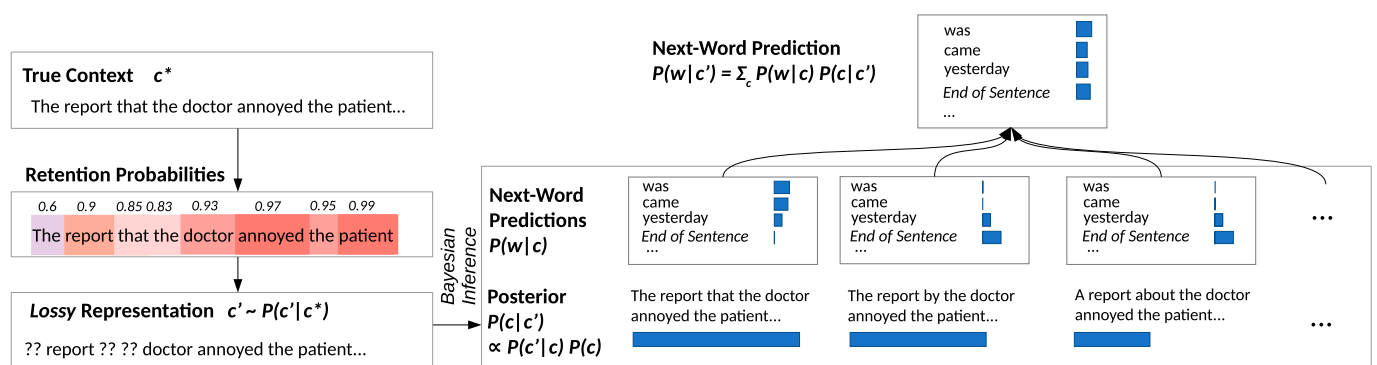 True Context c*
The report that the doctor annoyed the patient...
Retention Probabilities
0.6 0.9 0.85 0.83 0.93 0.97 0.95 0.99
The report that the doctor annoyed the patient
Lossy Representation c' ~ P(c'|c*)
?? report ?? ?? doctor annoyed the patient...
Bayesian
Inference
Next-Word Prediction
P(w|c') = Σc P(w|c) P(c|c')
was
came
yesterday
End of Sentence
...
Next-Word
Predictions
P(w|c)
was
came
yesterday
End of Sentence
...
was
came
yesterday
End of Sentence
...
was
came
yesterday
End of Sentence
...
...
Posterior
P(c|c')
∝ P(c'|c) P(c)
The report that the doctor
annoyed the patient...
The report by the doctor
annoyed the patient...
A report about the doctor
annoyed the patient...
...